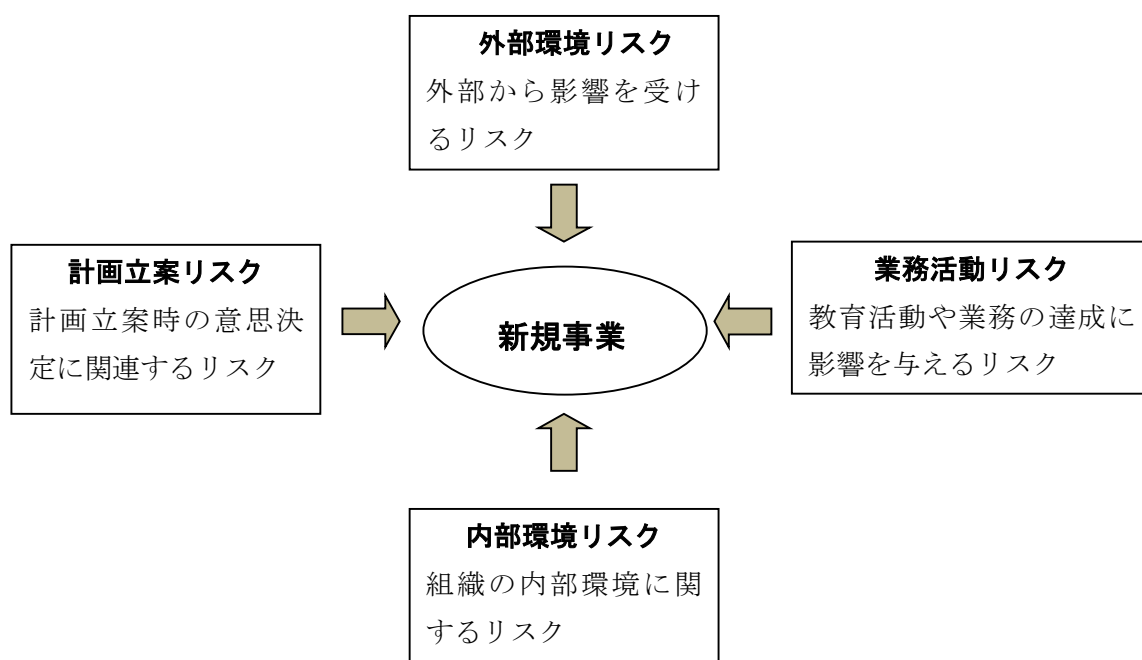 外部環境リスク
外部から影響を受け
るリスク
計画立案リスク
計画立案時の意思決
定に関連するリスク
新規事業
業務活動リスク
教育活動や業務の達成に
影響を与えるリスク
内部環境リスク
組織の内部環境に関
するリスク